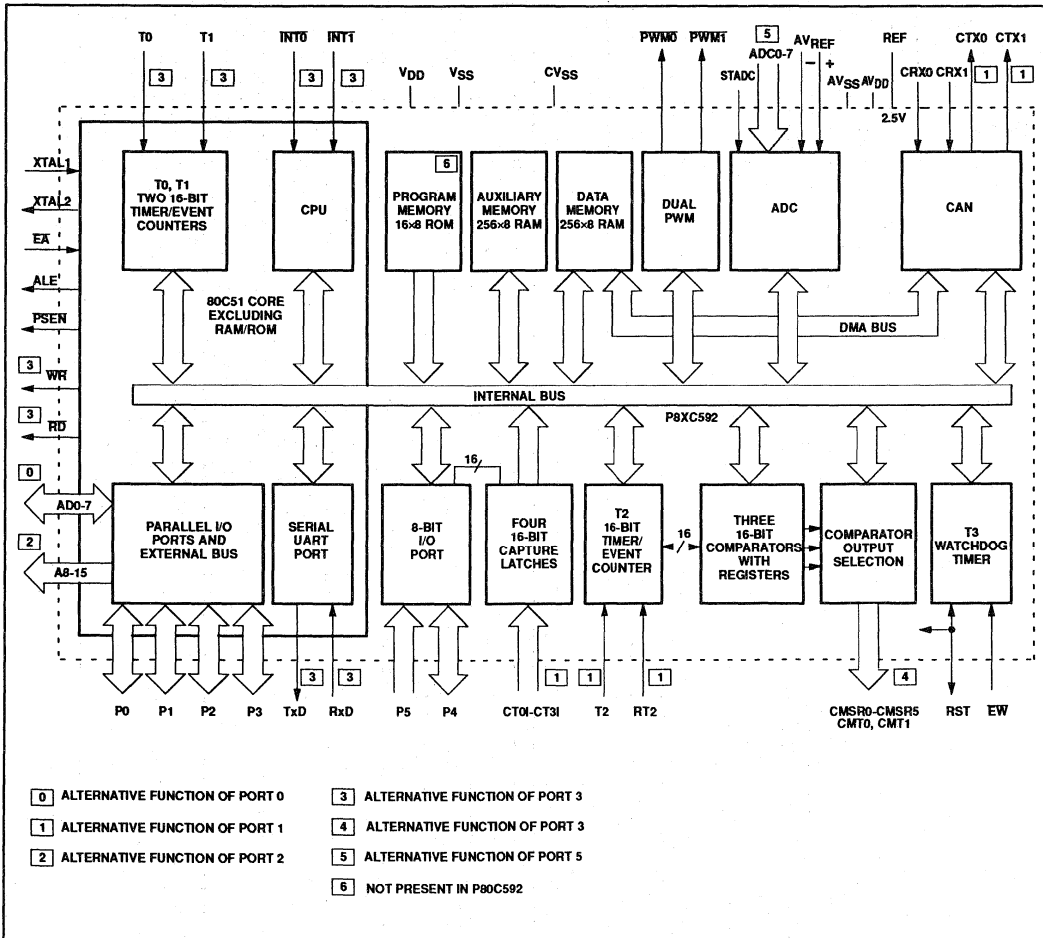 T0 T1 INT0 INT1 PWM0 PWM1 5 AVREF REF CTX0 CTX1
ADC0-7
3 3 3 3 VDD VSS CVSS STADC − + CRX0 CRX1 1 1
AVSS AVDD
2.5V
XTAL1
XTAL2
EA
ALE
PSEN
3 WR
3 RD
0
AD0-7
2
A8-15
T0, T1
TWO 16-BIT
TIMER/EVENT
COUNTERS
CPU
6
PROGRAM
MEMORY
16×8 ROM
AUXILIARY
MEMORY
256×8 RAM
DATA
MEMORY
256×8 RAM
DUAL
PWM
ADC
CAN
80C51 CORE
EXCLUDING
RAM/ROM
DMA BUS
INTERNAL BUS
P8XC592
PARALLEL I/O
PORTS AND
EXTERNAL BUS
SERIAL
UART
PORT
8-BIT
I/O
PORT
16
FOUR
16-BIT
CAPTURE
LATCHES
T2
16-BIT
TIMER/
EVENT
COUNTER
16
THREE
16-BIT
COMPARATORS
WITH
REGISTERS
COMPARATOR
OUTPUT
SELECTION
T3
WATCHDOG
TIMER
3 3 1 1 1 4
P0 P1 P2 P3 TxD RxD P5 P4 CT0I-CT3I T2 RT2 CMSR0-CMSR5 RST EW
CMT0, CMT1
0 ALTERNATIVE FUNCTION OF PORT 0
1 ALTERNATIVE FUNCTION OF PORT 1
2 ALTERNATIVE FUNCTION OF PORT 2
3 ALTERNATIVE FUNCTION OF PORT 3
4 ALTERNATIVE FUNCTION OF PORT 3
5 ALTERNATIVE FUNCTION OF PORT 5
6 NOT PRESENT IN P80C592